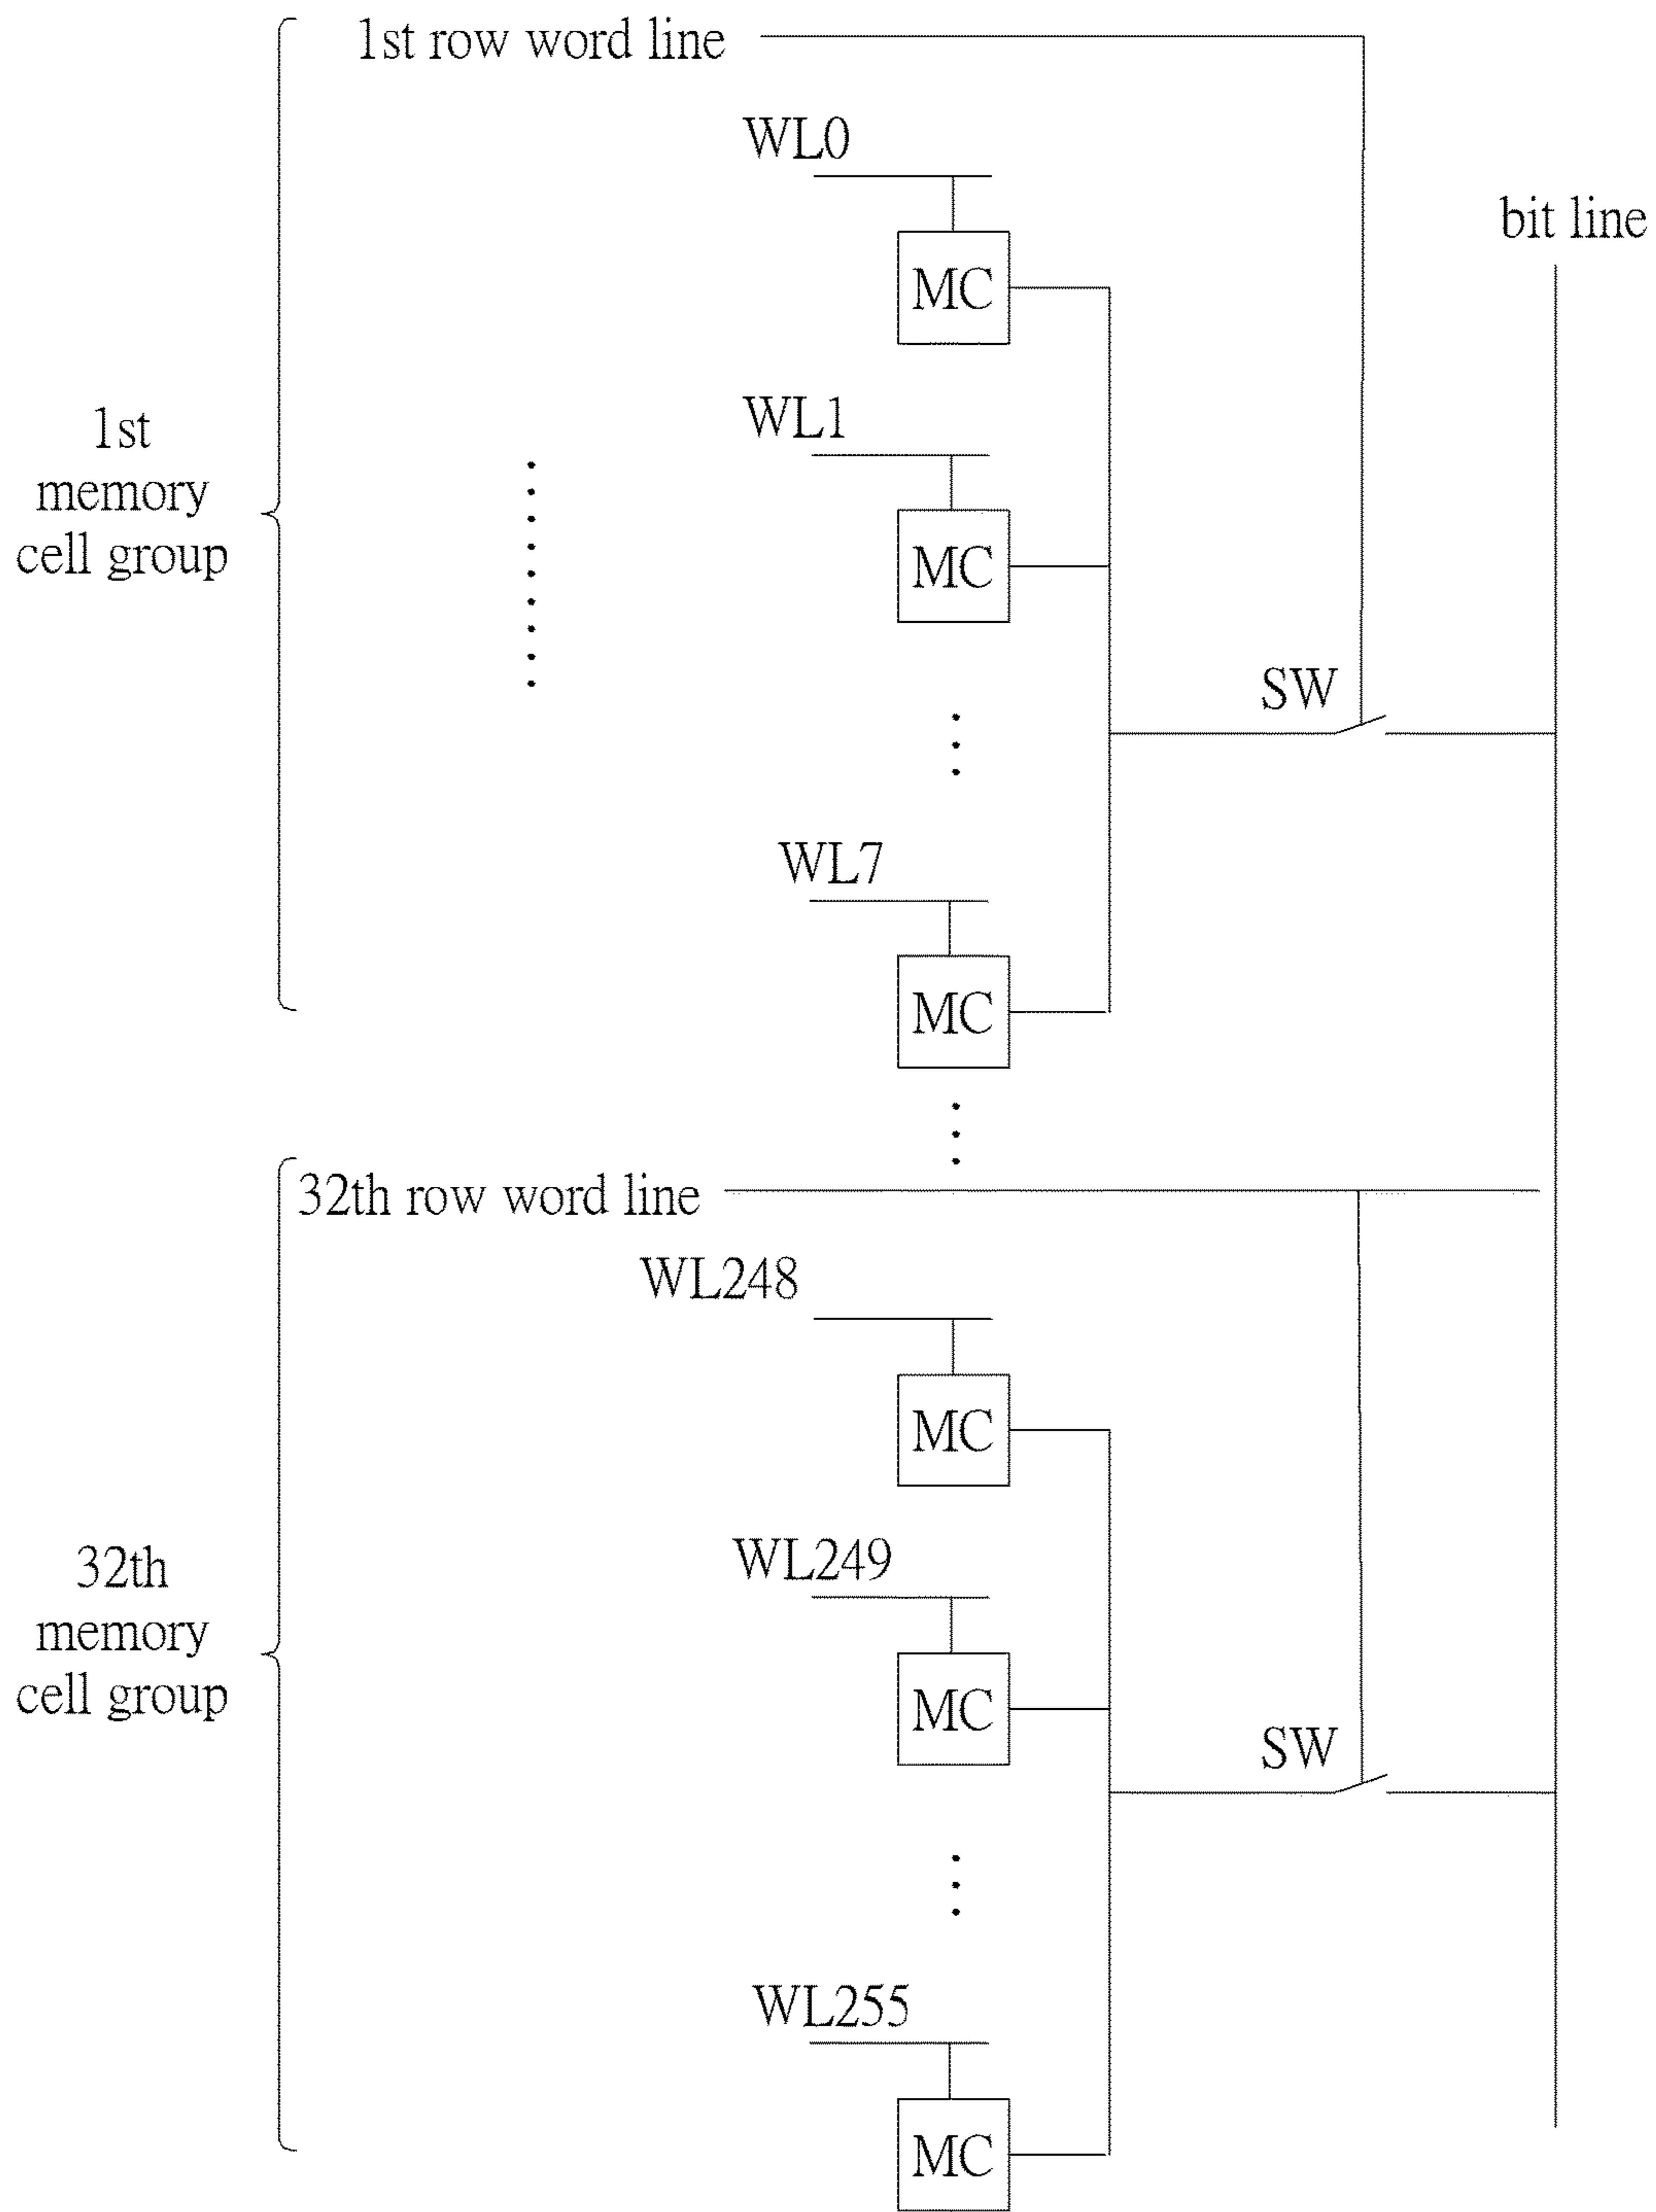 1st row word line
WL0
bit line
MC
WL1
1st
memory
cell group
MC
SW
WL7
MC
32th row word line
WL248
MC
WL249
32th
memory
cell group
MC
SW
WL255
MC